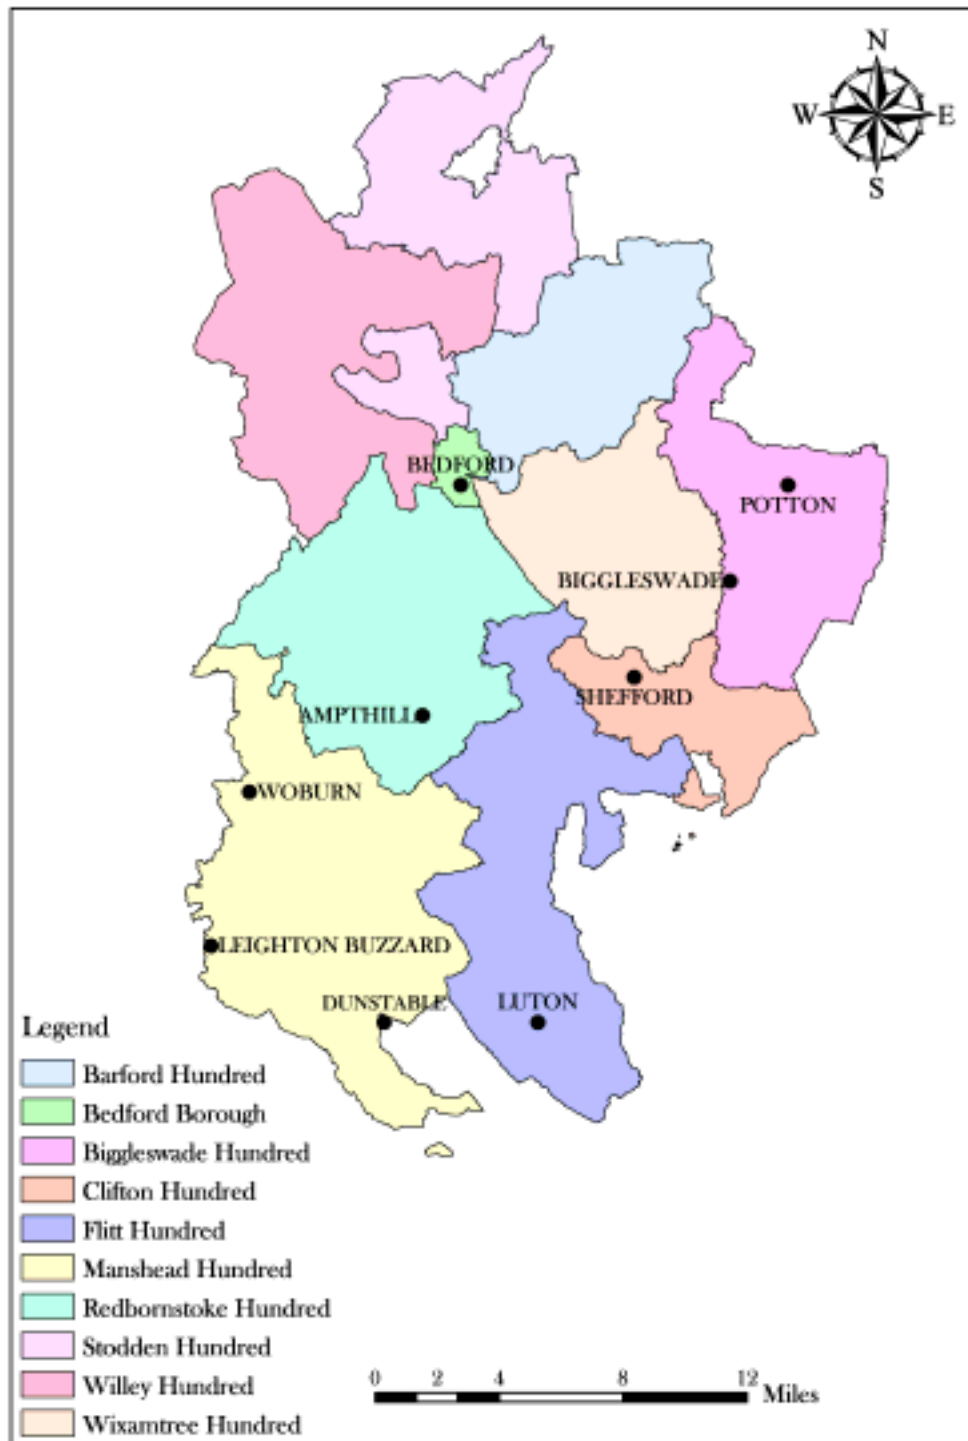 N
W E
S
BEDFORD
POTTON
BIGGLESWADE
SHEFFORD
AMPTHILL
WOBURN
LEIGHTON BUZZARD
DUNSTABLE
LUTON
Legend
Barford Hundred
Bedford Borough
Biggleswade Hundred
Clifton Hundred
Flitt Hundred
Manshead Hundred
Redbornstoke Hundred
Stodden Hundred
Willey Hundred
Wixamtree Hundred
0 2 4 8 12
Miles